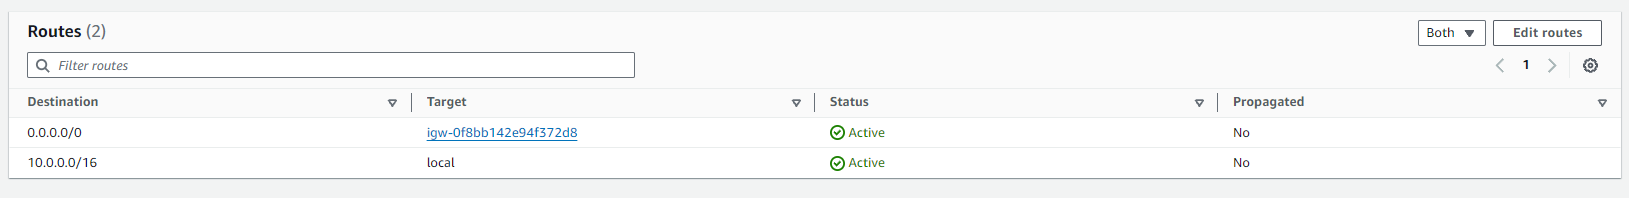 Routes (2)
Both
Edit routes
Filter routes
1
Destination Target Status Propagated
0.0.0.0/0 igw-0f8bb142e94f372d8 Active No
10.0.0.0/16 local Active No